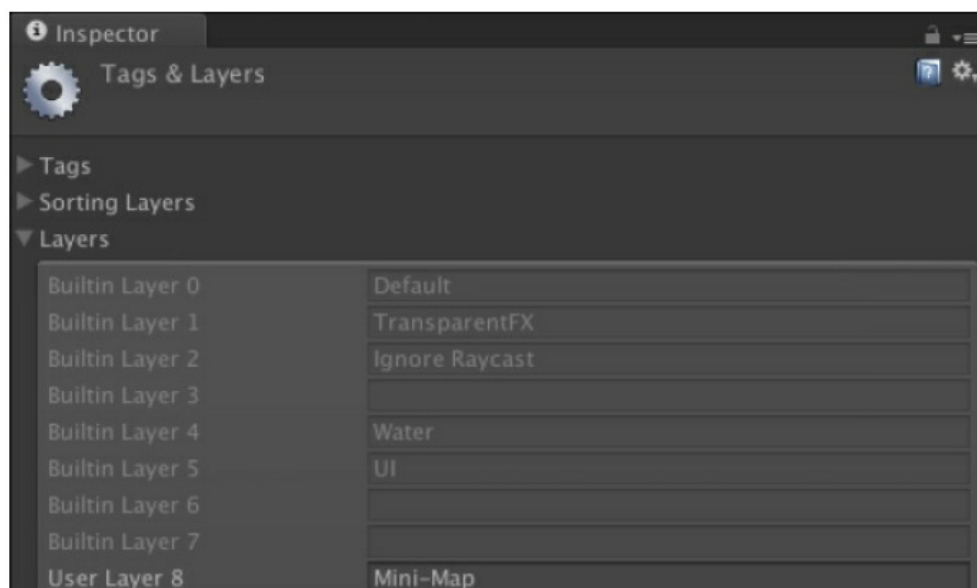 Inspector
Tags & Layers
Tags
Sorting Layers
Layers
Builtin Layer 0 Default
Builtin Layer 1 TransparentFX
Builtin Layer 2 Ignore Raycast
Builtin Layer 3
Builtin Layer 4 Water
Builtin Layer 5 UI
Builtin Layer 6
Builtin Layer 7
User Layer 8 Mini-Map